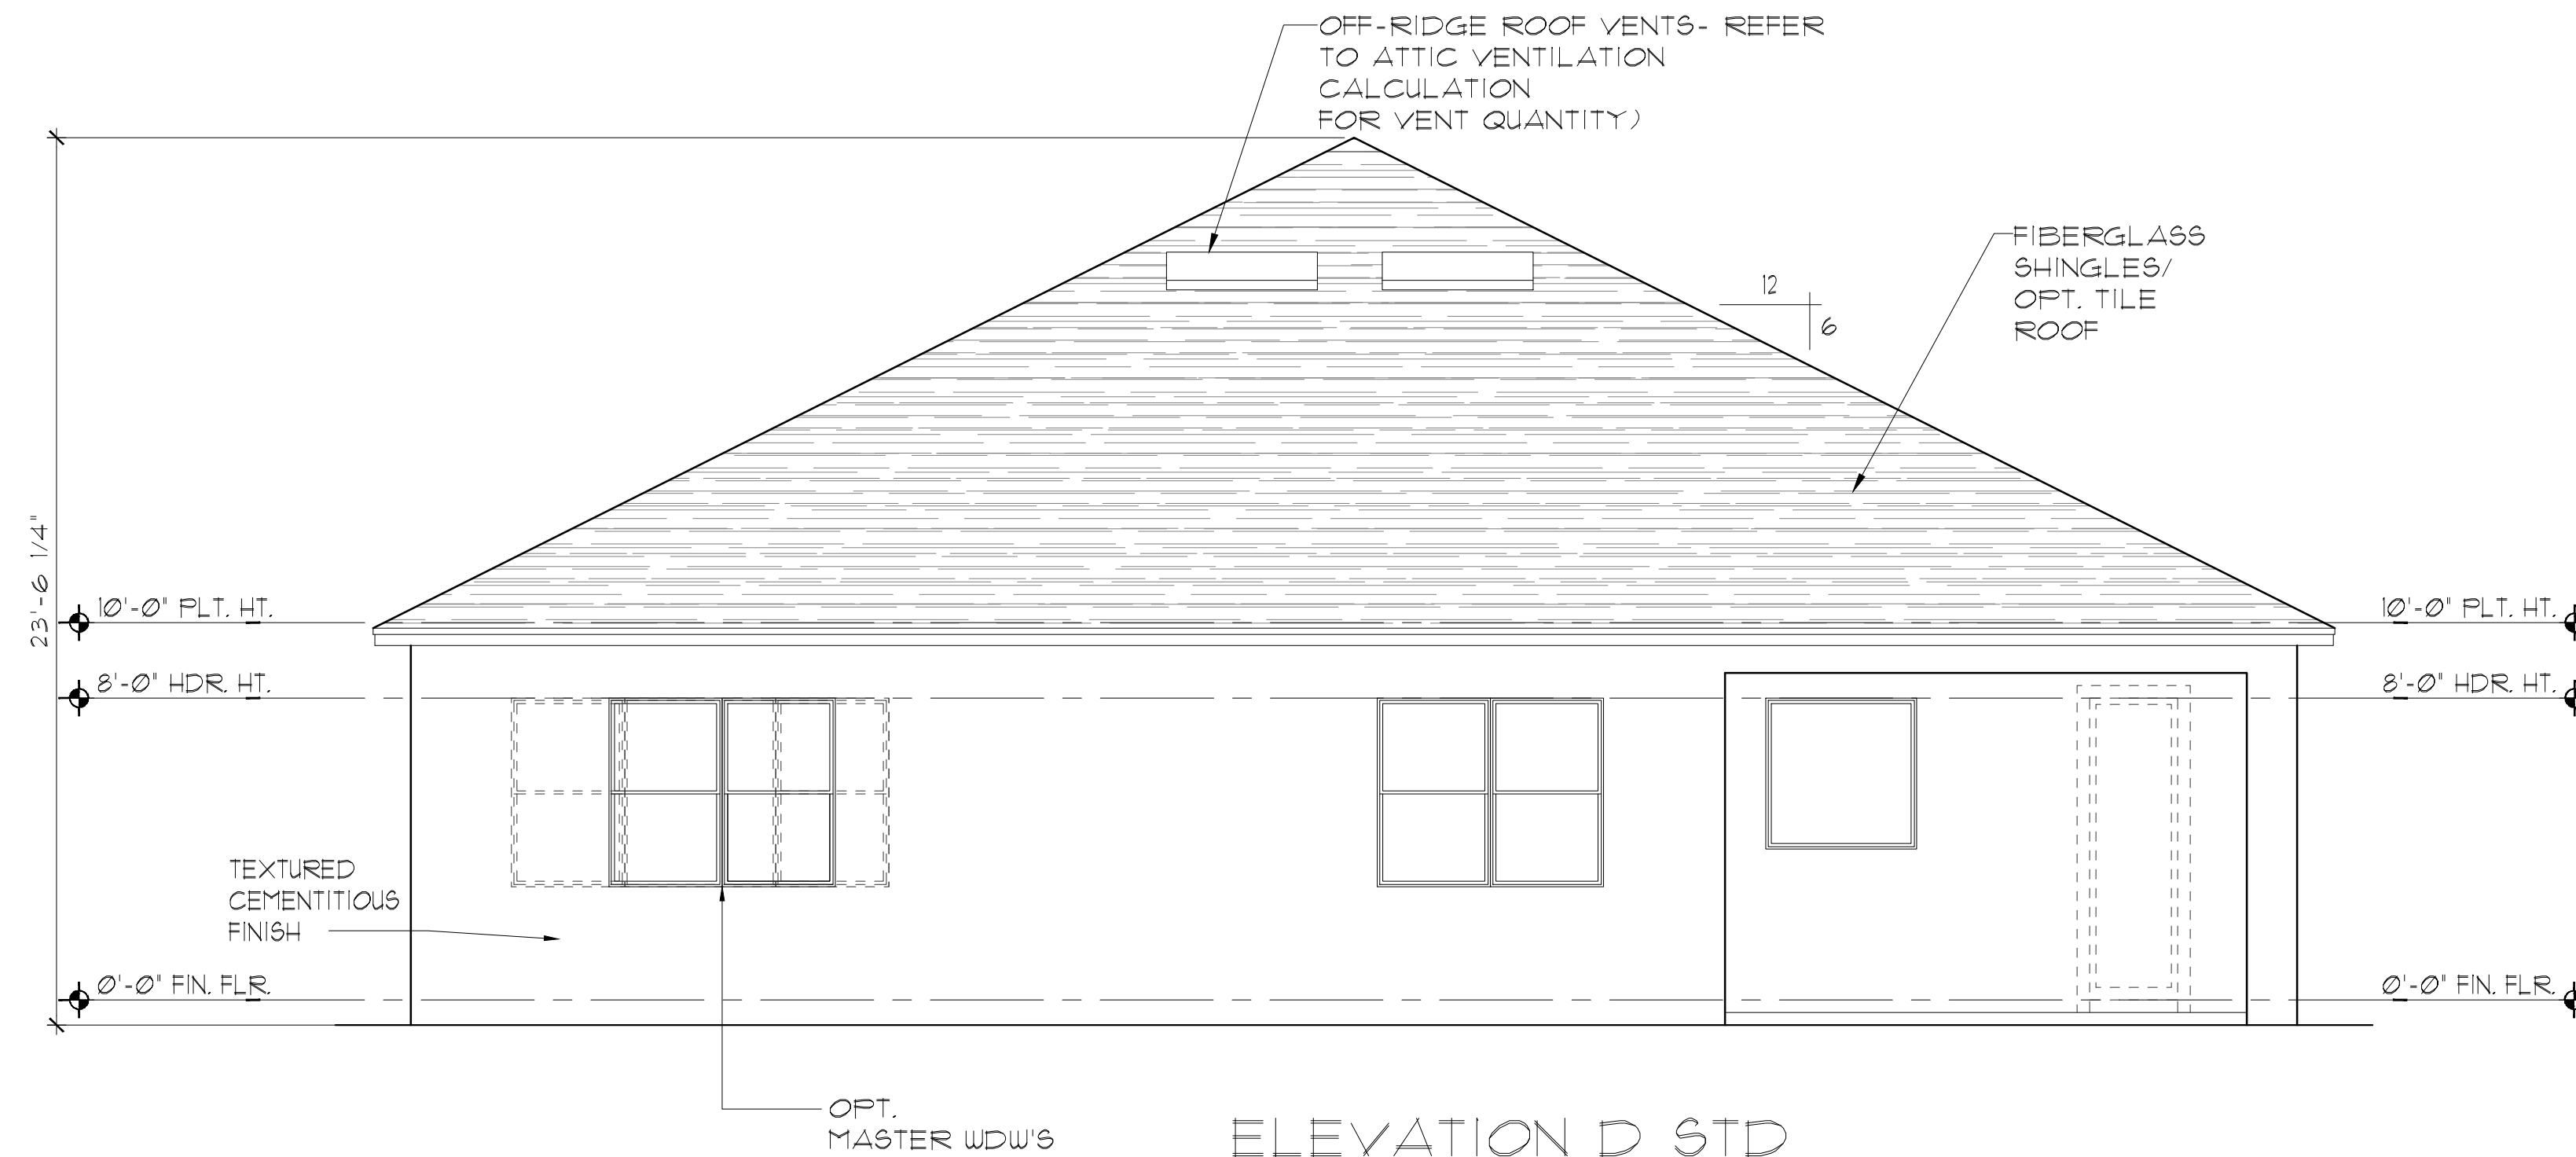 OFF-RIDGE ROOF VENTS- REFER
TO ATTIC VENTILATION
CALCULATION
FOR VENT QUANTITY)
FIBERGLASS
SHINGLES/
OPT. TILE
ROOF
12
6
23'-6 1/4"
10'-0" PLT. HT.
10'-0" PLT. HT.
8'-0" HDR. HT.
8'-0" HDR. HT.
TEXTURED
CEMENTITIOUS
FINISH
0'-0" FIN. FLR.
0'-0" FIN. FLR.
OPT.
MASTER WDW'S
ELEVATION D STD